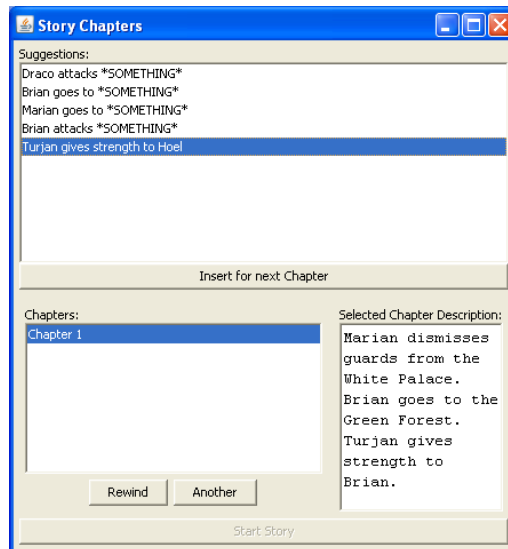 Story Chapters
Suggestions:
Draco attacks *SOMETHING*
Brian goes to *SOMETHING*
Marian goes to *SOMETHING*
Brian attacks *SOMETHING*
Turjan gives strength to Hoel
Insert for next Chapter
Chapters:
Chapter 1
Rewind
Another
Selected Chapter Description:
Marian dismisses
guards from the
White Palace.
Brian goes to the
Green Forest.
Turjan gives
strength to
Brian.
Start Story